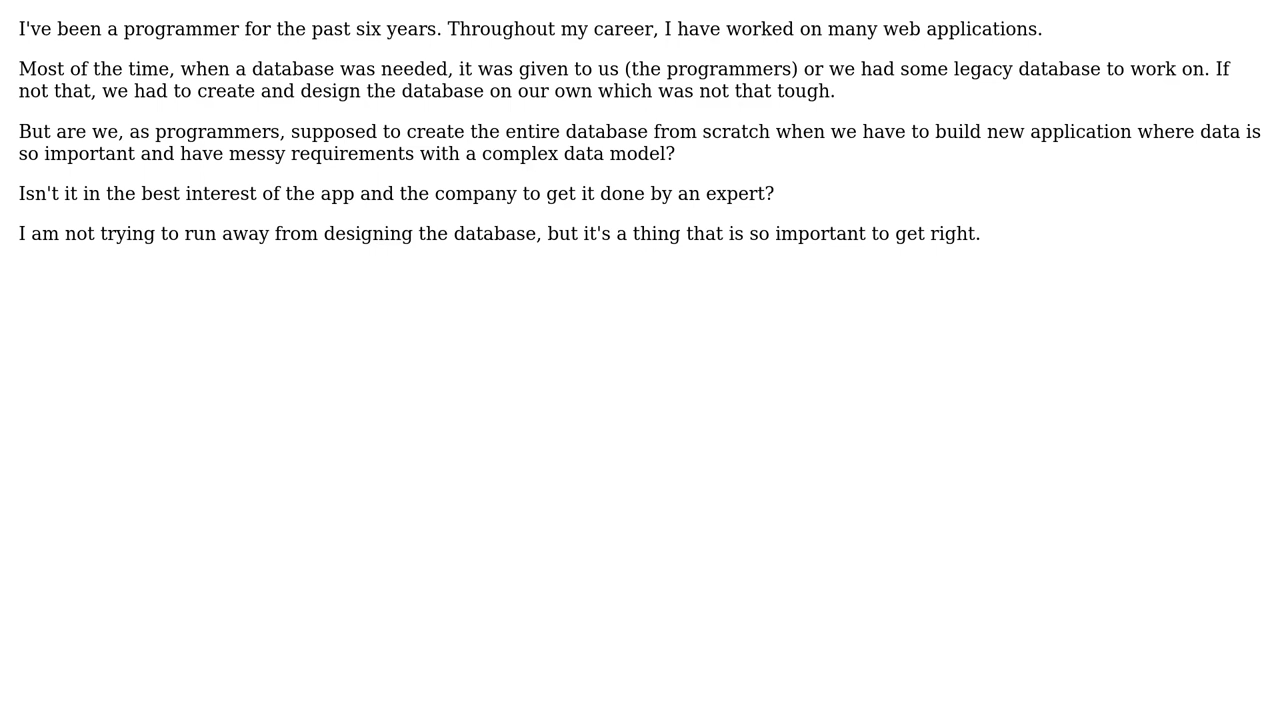 I've been a programmer for the past six years. Throughout my career, I have worked on many web applications.
Most of the time, when a database was needed, it was given to us (the programmers) or we had some legacy database to work on. If
not that, we had to create and design the database on our own which was not that tough.
But are we, as programmers, supposed to create the entire database from scratch when we have to build new application where data is
so important and have messy requirements with a complex data model?
Isn't it in the best interest of the app and the company to get it done by an expert?
I am not trying to run away from designing the database, but it's a thing that is so important to get right.